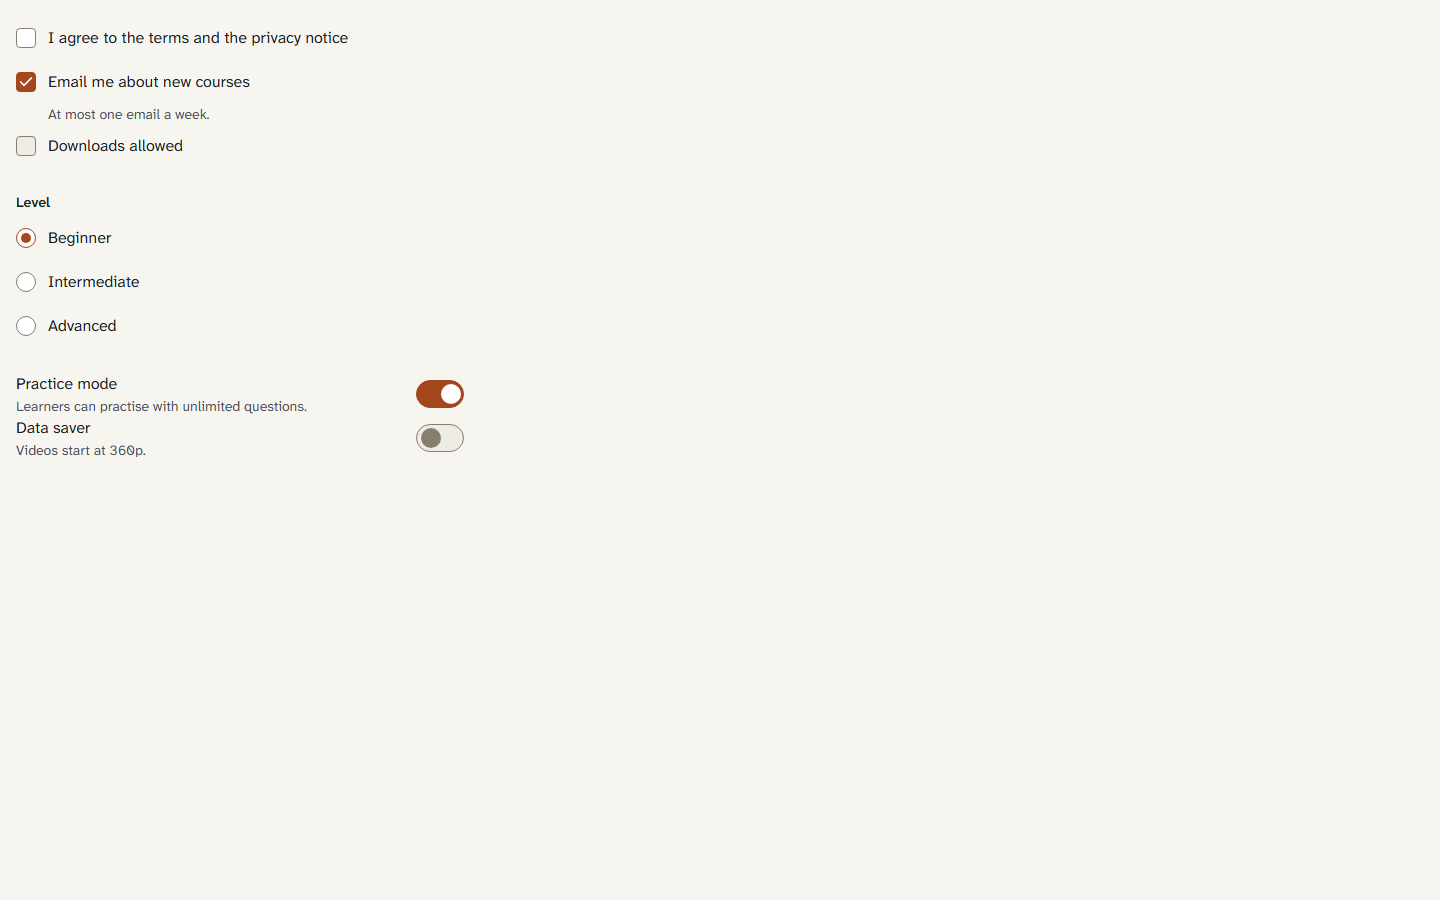 I agree to the terms and the privacy notice
Email me about new courses
At most one email a week.
Downloads allowed
Level
Beginner
Intermediate
Advanced
Practice mode
Learners can practise with unlimited questions.
Data saver
Videos start at 360p.